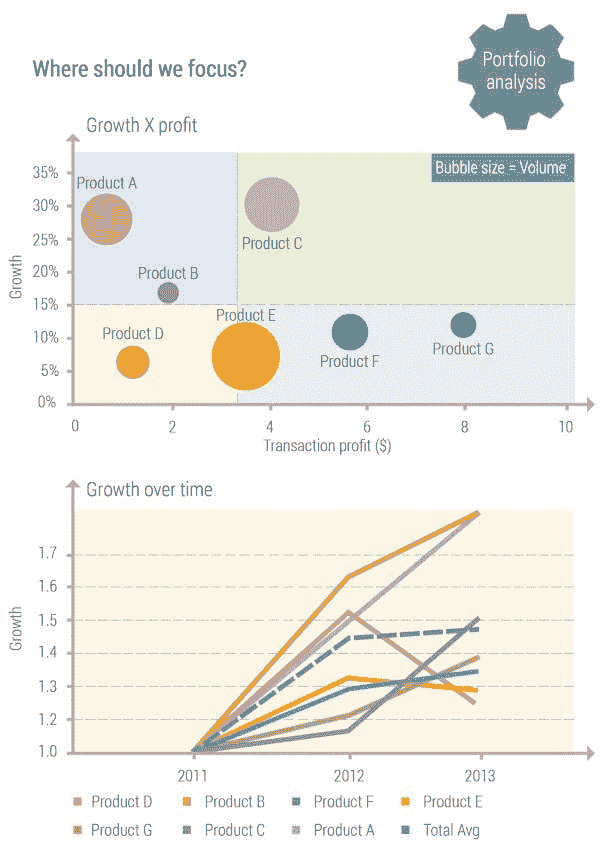 Where should we focus?
Portfolio
analysis
Growth X profit
Bubble size = Volume
Growth
35%
30%
25%
20%
15%
10%
5%
0%
Product A
Product B
Product C
Product D
Product E
Product F
Product G
0 2 4 6 8 10
Transaction profit ($)
Growth over time
Growth
1.7
1.6
1.5
1.4
1.3
1.2
1.0
2011 2012 2013
Product D Product B Product F Product E
Product G Product C Product A Total Avg